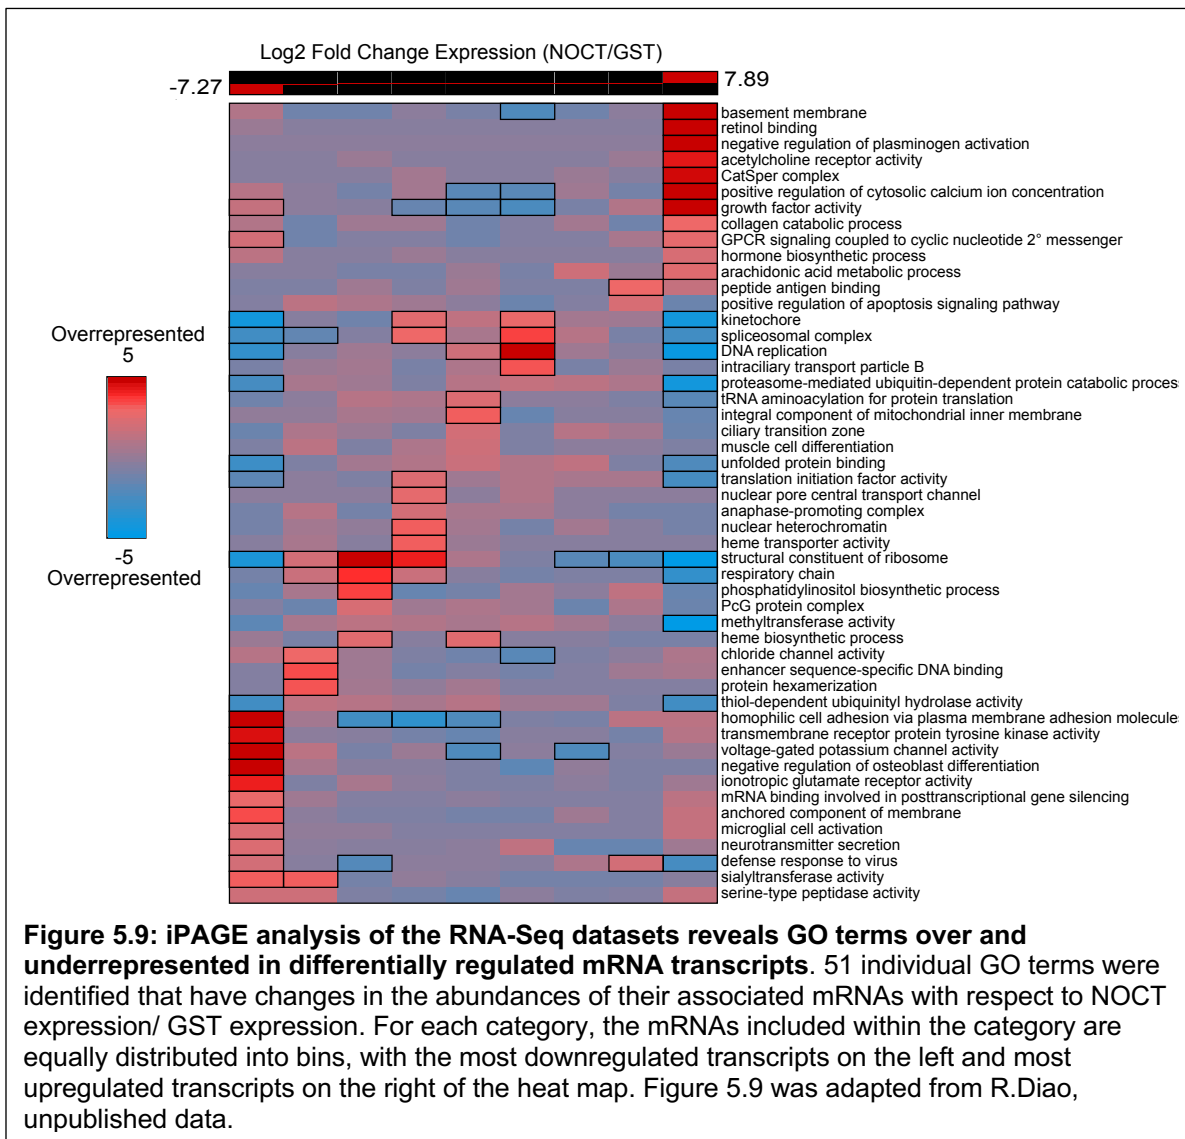 Log2 Fold Change Expression (NOCT/GST)
-7.27
7.89
basement membrane
retinol binding
negative regulation of plasminogen activation
acetylcholine receptor activity
CatSper complex
positive regulation of cytosolic calcium ion concentration
growth factor activity
collagen catabolic process
GPCR signaling coupled to cyclic nucleotide 2° messenger
hormone biosynthetic process
arachidonic acid metabolic process
peptide antigen binding
positive regulation of apoptosis signaling pathway
kinetochore
spliceosomal complex
DNA replication
intraciliary transport particle B
proteasome-mediated ubiquitin-dependent protein catabolic proces
tRNA aminoacylation for protein translation
integral component of mitochondrial inner membrane
ciliary transition zone
muscle cell differentiation
unfolded protein binding
translation initiation factor activity
nuclear pore central transport channel
anaphase-promoting complex
nuclear heterochromatin
heme transporter activity
structural constituent of ribosome
respiratory chain
phosphatidylinositol biosynthetic process
PcG protein complex
methyltransferase activity
heme biosynthetic process
chloride channel activity
enhancer sequence-specific DNA binding
protein hexamerization
thiol-dependent ubiquinityl hydrolase activity
homophilic cell adhesion via plasma membrane adhesion molecule
transmembrane receptor protein tyrosine kinase activity
voltage-gated potassium channel activity
negative regulation of osteoblast differentiation
ionotropic glutamate receptor activity
mRNA binding involved in posttranscriptional gene silencing
anchored component of membrane
microglial cell activation
neurotransmitter secretion
defense response to virus
sialyltransferase activity
serine-type peptidase activity
Overrepresented
5
-5
Overrepresented
Figure 5.9: iPAGE analysis of the RNA-Seq datasets reveals GO terms over and
underrepresented in differentially regulated mRNA transcripts. 51 individual GO terms were
identified that have changes in the abundances of their associated mRNAs with respect to NOCT
expression/ GST expression. For each category, the mRNAs included within the category are
equally distributed into bins, with the most downregulated transcripts on the left and most
upregulated transcripts on the right of the heat map. Figure 5.9 was adapted from R.Diao,
unpublished data.